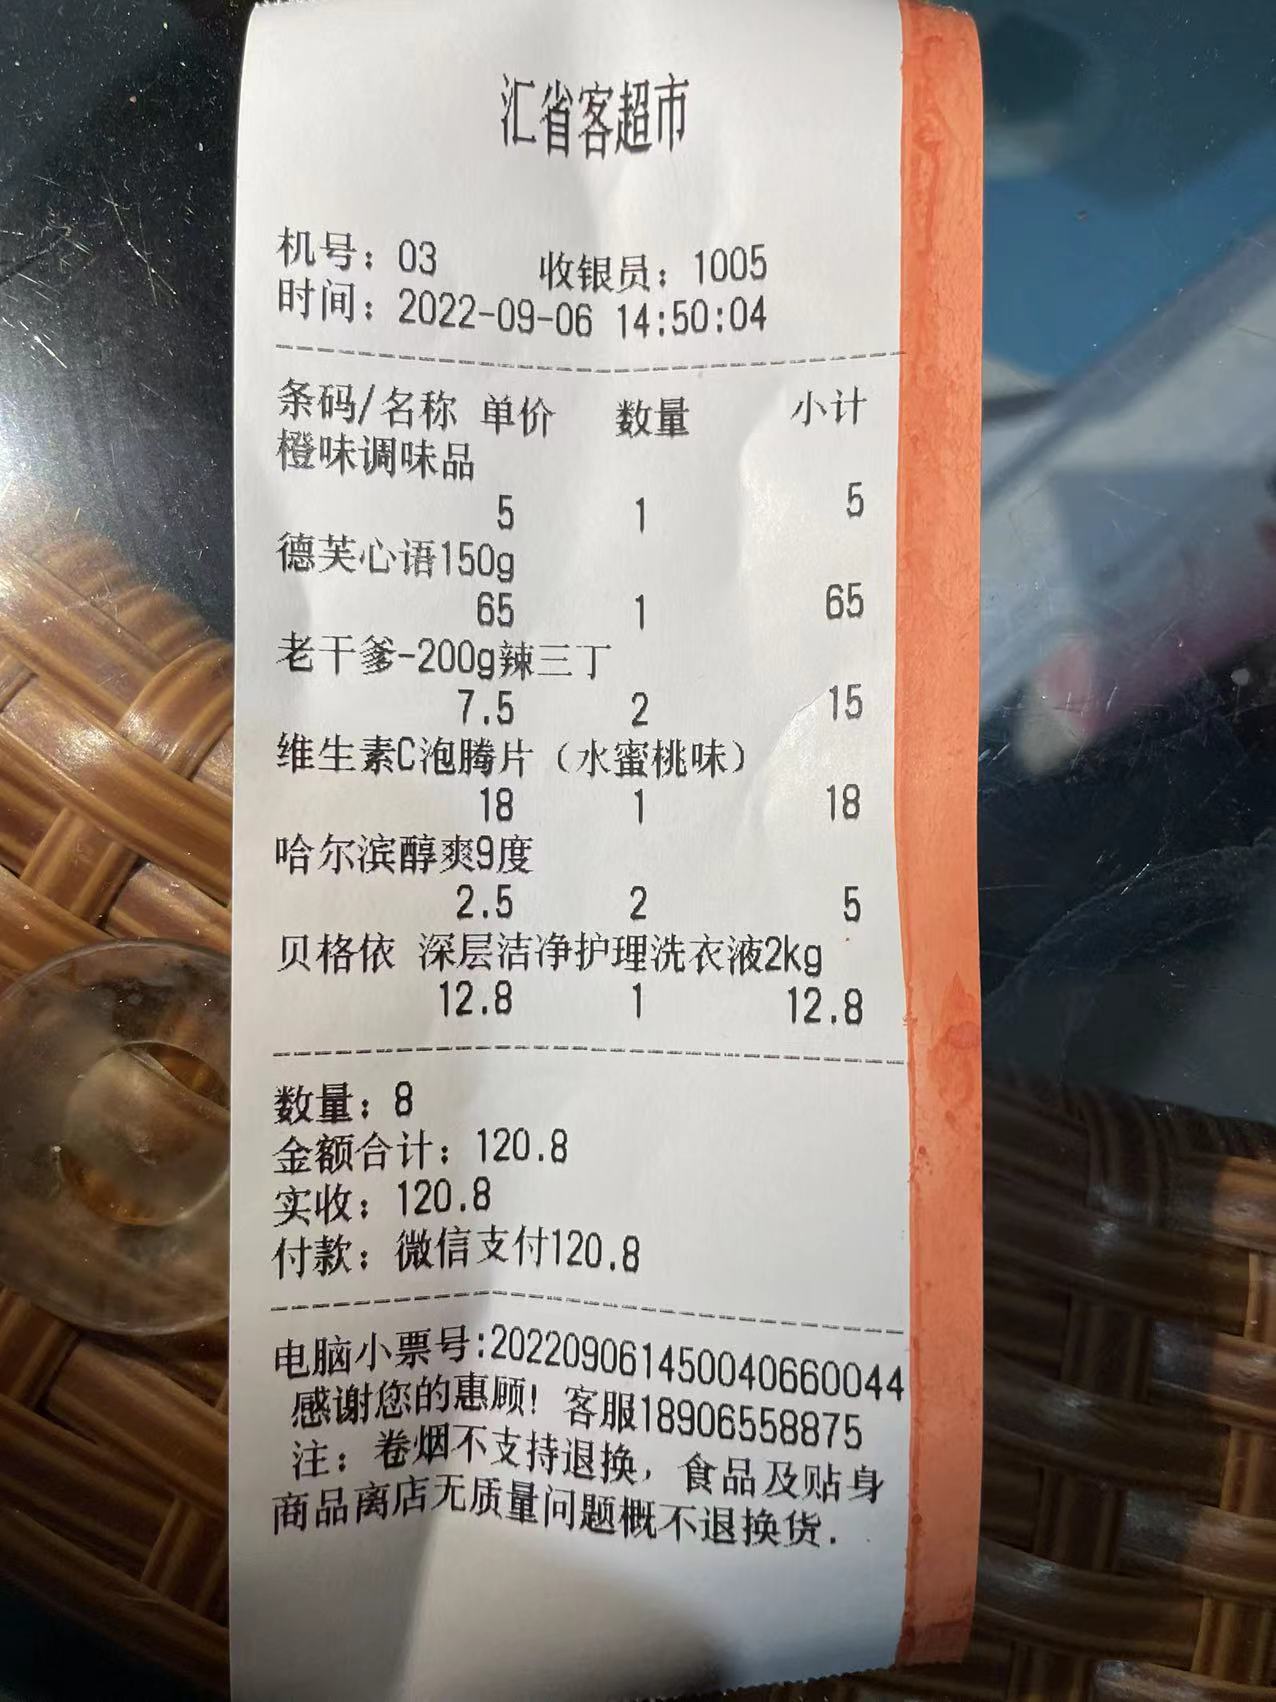 汇省客超市
机号：03 收银员：1005
时间：2022-09-06 14:50:04
条码/名称 单价 数量 小计
橙味调味品
5 1 5
德芙心语150g
65 1 65
老干爹-200g辣三丁
7.5 2 15
维生素C泡腾片（水蜜桃味）
18 1 18
哈尔滨醇爽9度
2.5 2 5
贝格依 深层洁净护理洗衣液2kg
12.8 1 12.8
数量：8
金额合计：120.8
实收：120.8
付款：微信支付120.8
电脑小票号:202209061450040660044
感谢您的惠顾！客服18906558875
注：卷烟不支持退换，食品及贴身
商品离店无质量问题概不退换货.